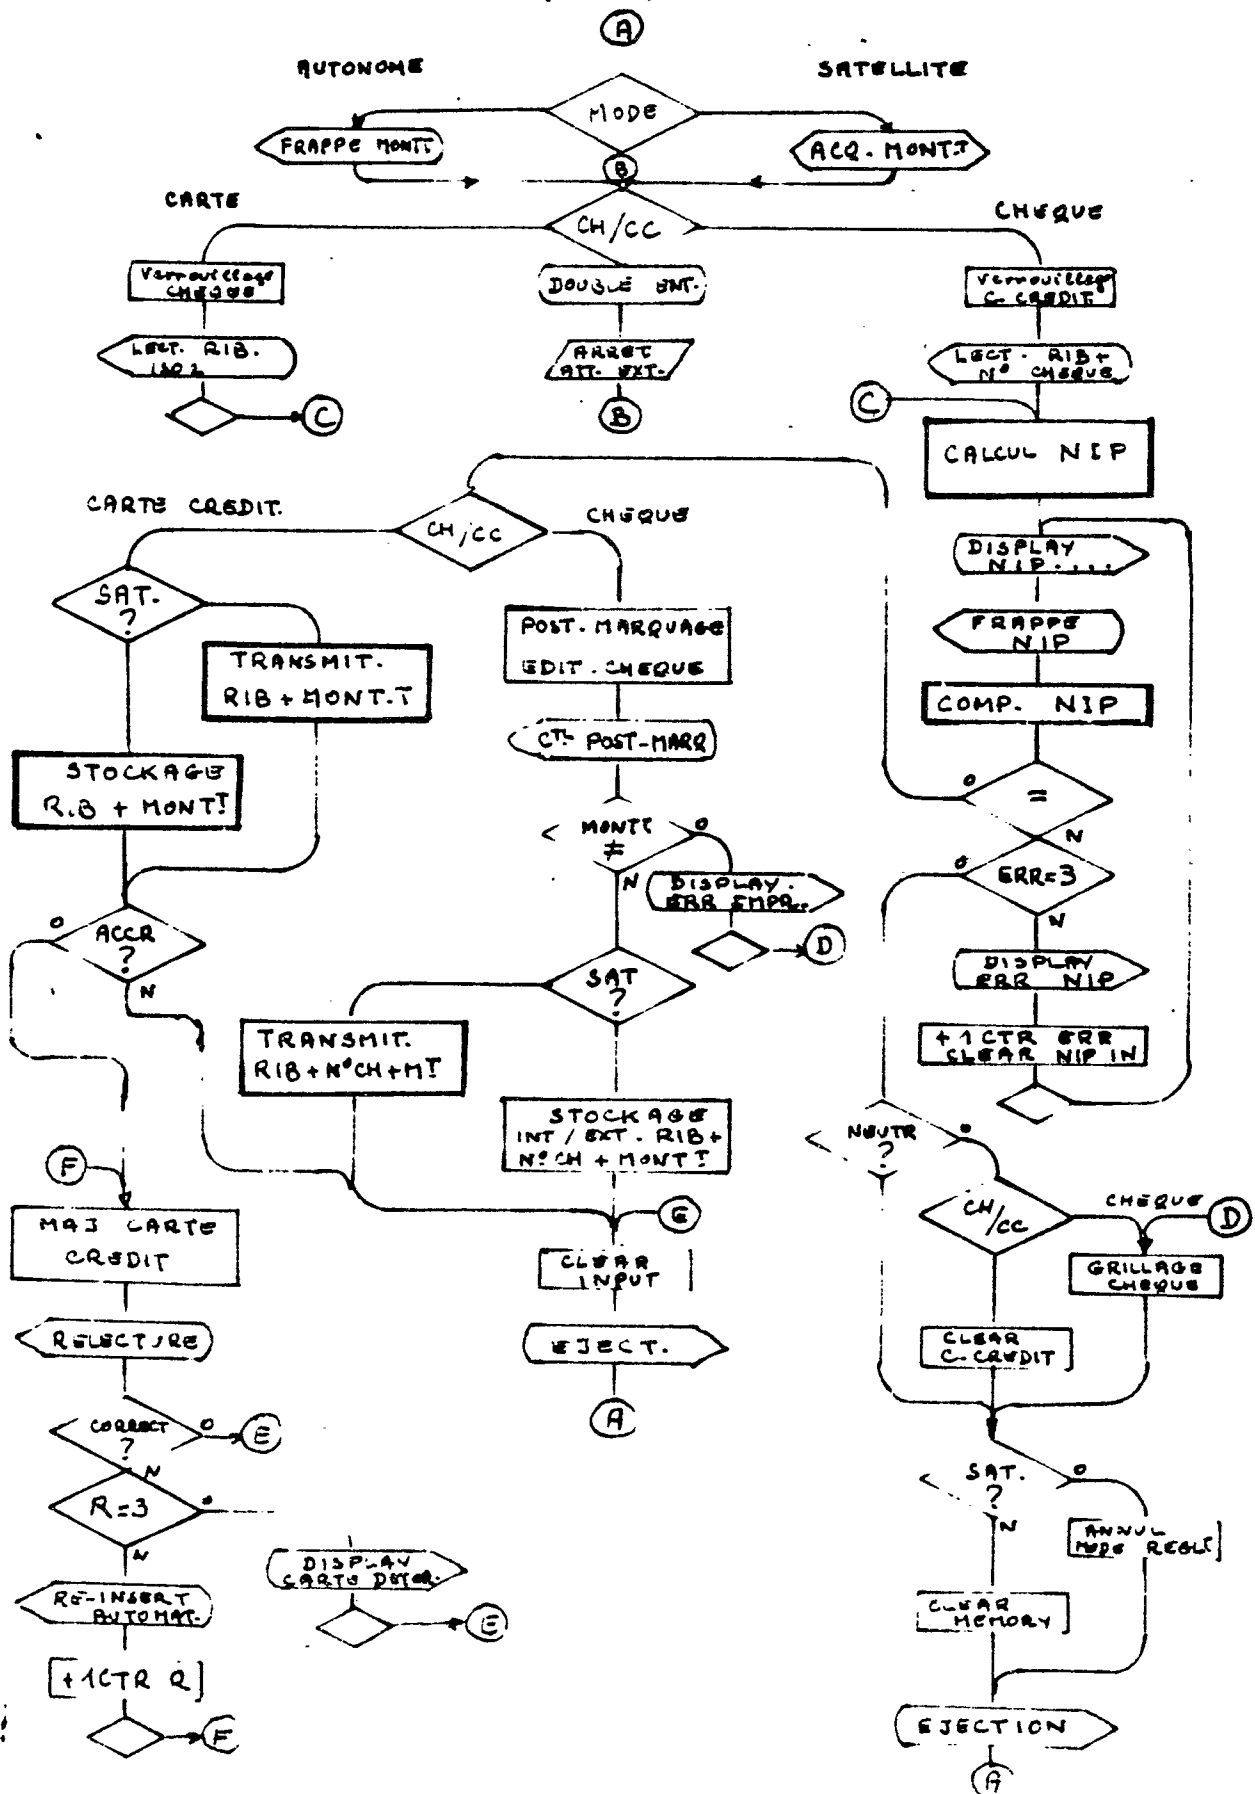 A
AUTONOME
SATELLITE
MODE
FRAPPE MONTT
ACQ. MONT.T
B
CARTE
CH/CC
CHEQUE
Verrouillage
CHEQUE
DOUBLE ENT.
Verrouillage
C. CREDIT
LECT. RIB.
ISO 2
ARRET
ATT. EXT.
LECT. RIB+
N° CHEQUE
C
B
C
CALCUL NIP
CARTE CREDIT.
CH/CC
CHEQUE
DISPLAY
NIP....
SAT.
?
POST. MARQUAGE
EDIT. CHEQUE
FRAPPE
NIP
TRANSMIT.
RIB + MONT.T
COMP. NIP
CTL POST-MARQ
STOCKAGE
R.B + MONTT
O
=
N
MONTT
≠
O
N
O
ERR=3
N
DISPLAY.
ERR EMPR..
D
O
ACCR
?
N
SAT
?
DISPLAY
ERR NIP
TRANSMIT.
RIB + N°CH + MT
+1 CTR ERR
CLEAR NIP IN
STOCKAGE
INT / EXT. RIB+
N°CH + MONTT
NEUTR
?
O
F
MAJ CARTE
CREDIT
E
CH
/CC
CHEQUE
D
CLEAR
INPUT
GRILLAGE
CHEQUE
RELECTURE
EJECT.
CLEAR
C.CREDIT
CORRECT
?
O
E
N
A
R=3
O
N
SAT.
?
O
N
ANNUL
MODE REGLT
DISPLAY
CARTE DETER.
RE-INSERT
AUTOMAT.
E
CLEAR
MEMORY
+1CTR R
F
EJECTION
A